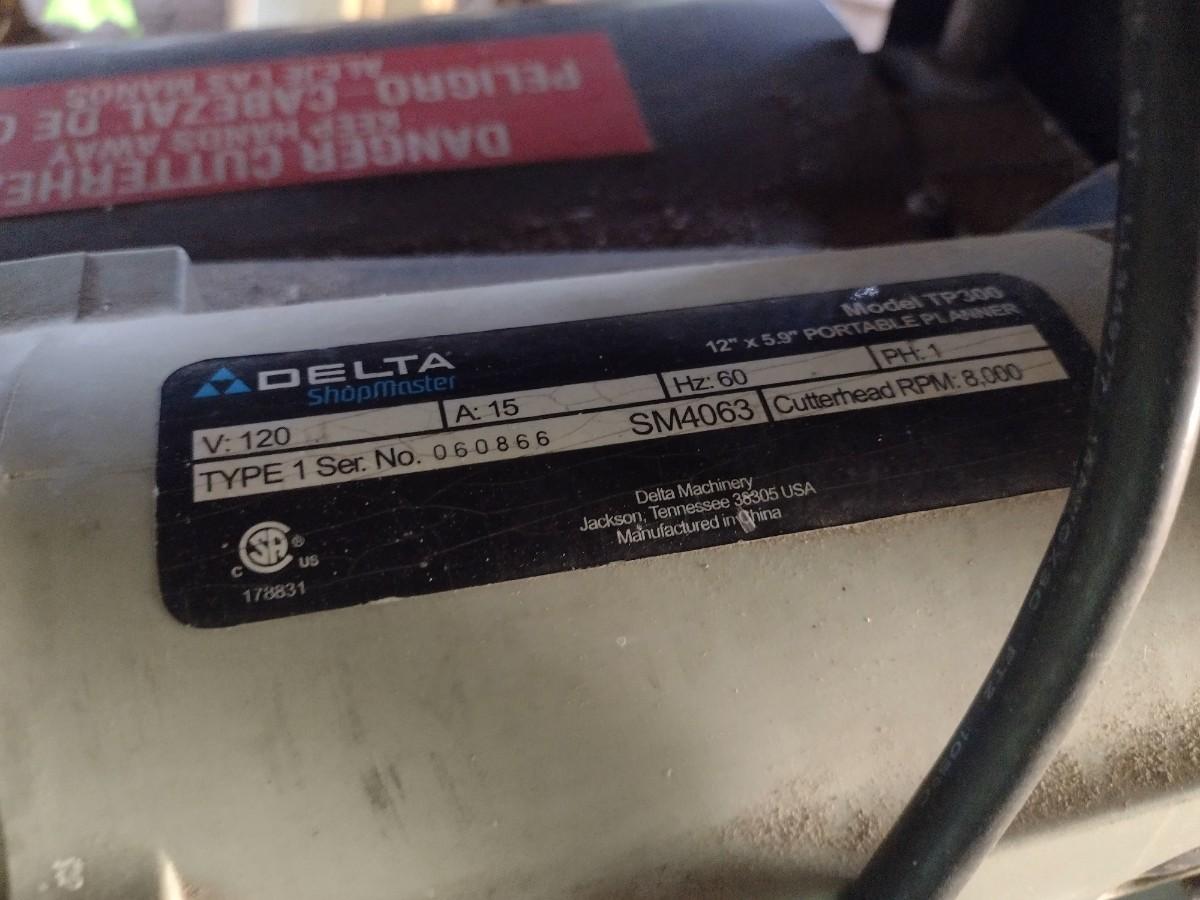 PELIGRO - CABEZAL DE
ALEJE LAS MANOS
DANGER CUTTERHE
KEEP HANDS AWAY
DELTA
ShopMaster
Model TP300
12" x 5.9" PORTABLE PLANNER
V: 120 A: 15 Hz: 60 PH: 1
TYPE 1 Ser. No. 060866 SM4063 Cutterhead RPM: 8,000
Delta Machinery
Jackson, Tennessee 38305 USA
Manufactured in China
SA ®
C US
178831